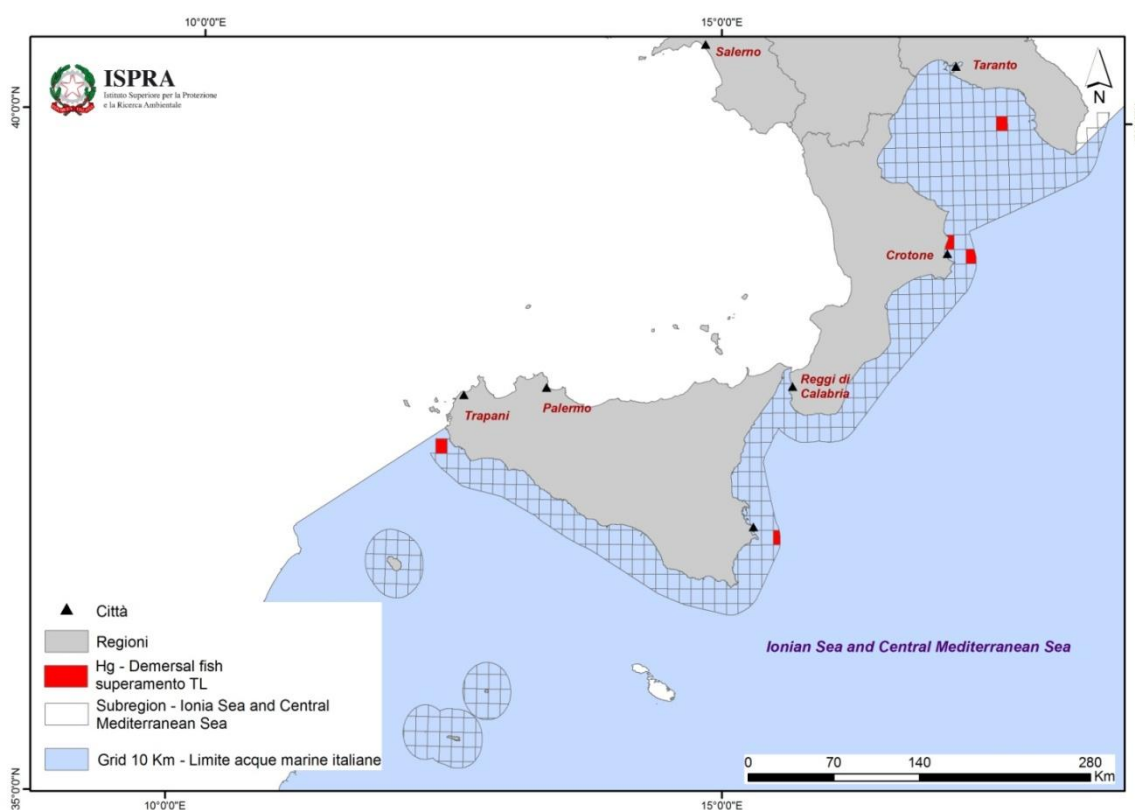 10°0'0"E
15°0'0"E
ISPRA
Istituto Superiore per la Protezione
e la Ricerca Ambientale
40°0'0"N
Salerno
Taranto
N
Crotone
Reggi di
Calabria
Trapani
Palermo
Ionian Sea and Central Mediterranean Sea
Città
Regioni
Hg - Demersal fish
superamento TL
Subregion - Ionia Sea and Central
Mediterranean Sea
Grid 10 Km - Limite acque marine italiane
0 70 140 280
Km
35°0'0"N
10°0'0"E
15°0'0"E